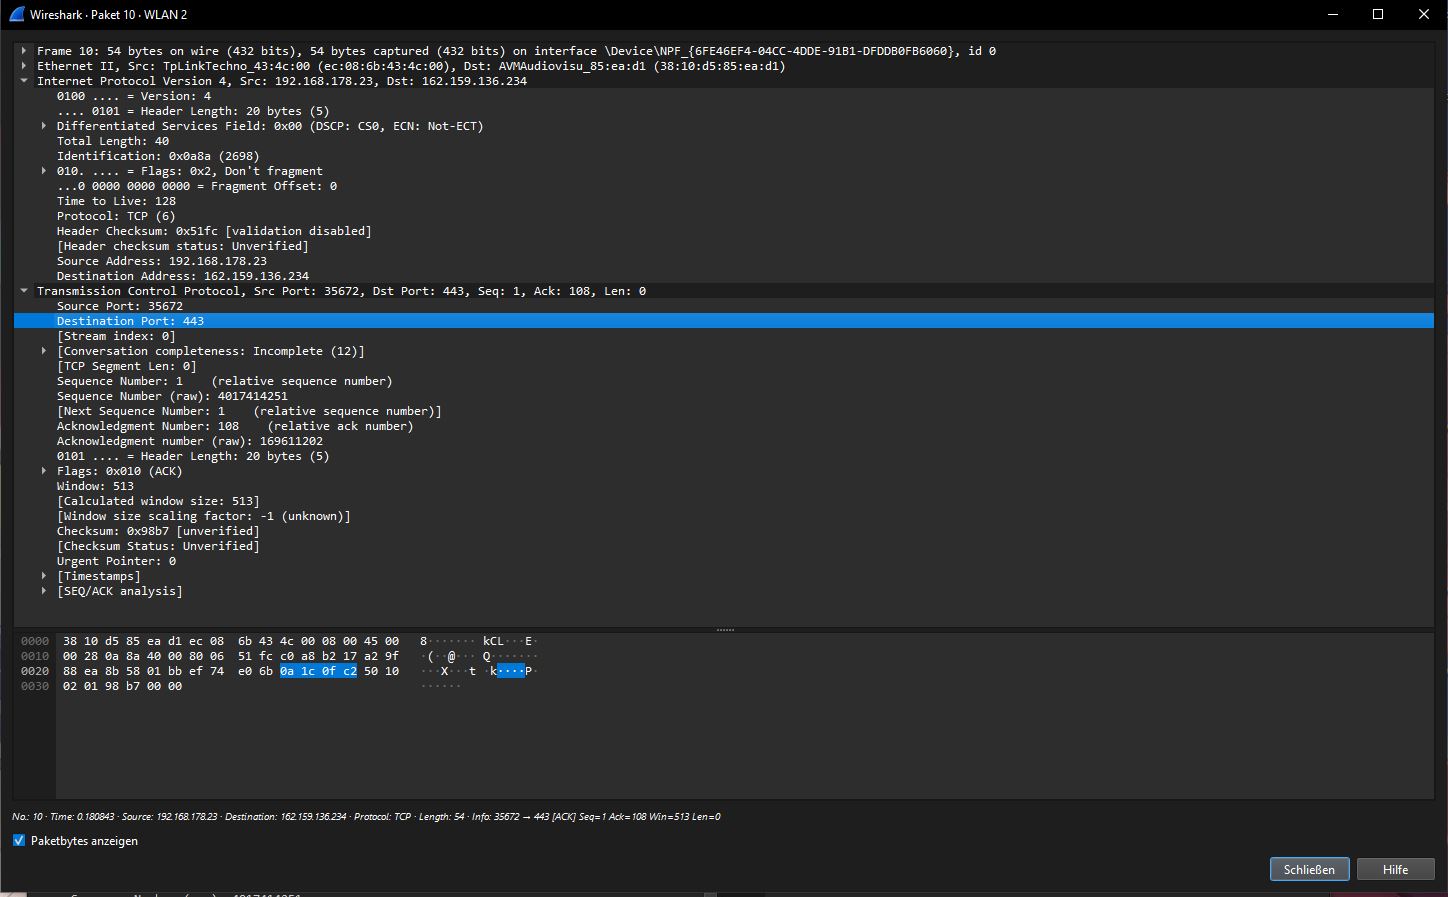 Wireshark · Paket 10 · WLAN 2
Frame 10: 54 bytes on wire (432 bits), 54 bytes captured (432 bits) on interface \Device\NPF_{6FE46EF4-04CC-4DDE-91B1-DFDDB0FB6060}, id 0
Ethernet II, Src: TpLinkTechno_43:4c:00 (ec:08:6b:43:4c:00), Dst: AVMAudiovisu_85:ea:d1 (38:10:d5:85:ea:d1)
Internet Protocol Version 4, Src: 192.168.178.23, Dst: 162.159.136.234
0100 .... = Version: 4
.... 0101 = Header Length: 20 bytes (5)
Differentiated Services Field: 0x00 (DSCP: CS0, ECN: Not-ECT)
Total Length: 40
Identification: 0x0a8a (2698)
010. .... = Flags: 0x2, Don't fragment
...0 0000 0000 0000 = Fragment Offset: 0
Time to Live: 128
Protocol: TCP (6)
Header Checksum: 0x51fc [validation disabled]
[Header checksum status: Unverified]
Source Address: 192.168.178.23
Destination Address: 162.159.136.234
Transmission Control Protocol, Src Port: 35672, Dst Port: 443, Seq: 1, Ack: 108, Len: 0
Source Port: 35672
Destination Port: 443
[Stream index: 0]
[Conversation completeness: Incomplete (12)]
[TCP Segment Len: 0]
Sequence Number: 1    (relative sequence number)
Sequence Number (raw): 4017414251
[Next Sequence Number: 1    (relative sequence number)]
Acknowledgment Number: 108    (relative ack number)
Acknowledgment number (raw): 169611202
0101 .... = Header Length: 20 bytes (5)
Flags: 0x010 (ACK)
Window: 513
[Calculated window size: 513]
[Window size scaling factor: -1 (unknown)]
Checksum: 0x98b7 [unverified]
[Checksum Status: Unverified]
Urgent Pointer: 0
[Timestamps]
[SEQ/ACK analysis]
0000 38 10 d5 85 ea d1 ec 08 6b 43 4c 00 08 00 45 00 8······· kCL···E·
0010 00 28 0a 8a 40 00 80 06 51 fc c0 a8 b2 17 a2 9f ·(··@··· Q·······
0020 88 ea 8b 58 01 bb ef 74 e0 6b 0a 1c 0f c2 50 10 ···X···t ·k····P·
0030 02 01 98 b7 00 00 ······
No.: 10 · Time: 0.180843 · Source: 192.168.178.23 · Destination: 162.159.136.234 · Protocol: TCP · Length: 54 · Info: 35672 → 443 [ACK] Seq=1 Ack=108 Win=513 Len=0
Paketbytes anzeigen
Schließen
Hilfe